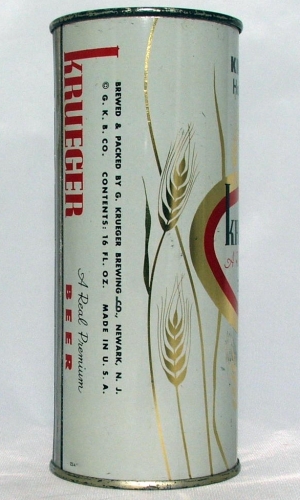 BREWED & PACKED BY G. KRUEGER BREWING CO., NEWARK, N. J.
© G. K. B. CO. CONTENTS: 16 FL. OZ. MADE IN U. S. A.
KRUEGER
A Real Premium
BEER